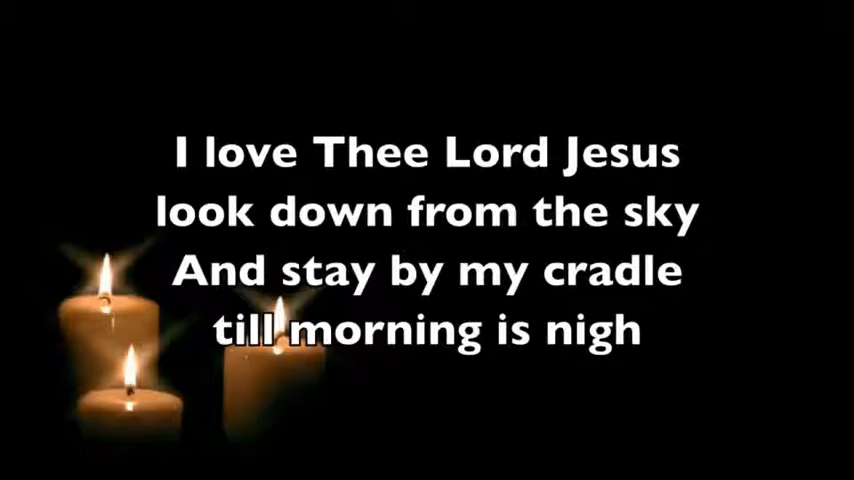 I love Thee Lord Jesus
look down from the sky
And stay by my cradle
till morning is nigh